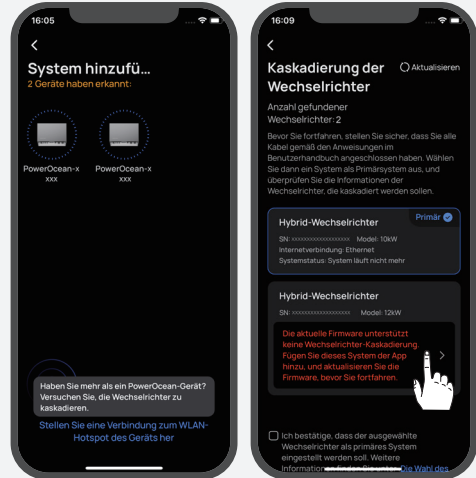 16:05
System hinzufü...
2 Geräte haben erkannt:
PowerOcean-x
xxx
PowerOcean-x
xxx
Haben Sie mehr als ein PowerOcean-Gerät?
Versuchen Sie, die Wechselrichter zu
kaskadieren.
Stellen Sie eine Verbindung zum WLAN-
Hotspot des Geräts her
16:09
Kaskadierung der
Wechselrichter
Aktualisieren
Anzahl gefundener
Wechselrichter: 2
Bevor Sie fortfahren, stellen Sie sicher, dass Sie alle
Kabel gemäß den Anweisungen im
Benutzerhandbuch angeschlossen haben. Wählen
Sie dann ein System als Primärsystem aus, und
überprüfen Sie die Informationen der
Wechselrichter, die kaskadiert werden sollen.
Primär
Hybrid-Wechselrichter
SN: xxxxxxxxxxxxxxxxxx Model: 10kW
Internetverbindung: Ethernet
Systemstatus: System läuft nicht mehr
Hybrid-Wechselrichter
SN: xxxxxxxxxxxxxxxxxx Model: 12kW
Die aktuelle Firmware unterstützt
keine Wechselrichter-Kaskadierung.
Fügen Sie dieses System der App
hinzu, und aktualisieren Sie die
Firmware, bevor Sie fortfahren.
Ich bestätige, dass der ausgewählte
Wechselrichter als primäres System
eingestellt werden soll. Weitere
Informationen finden Sie unter: Die Wahl des